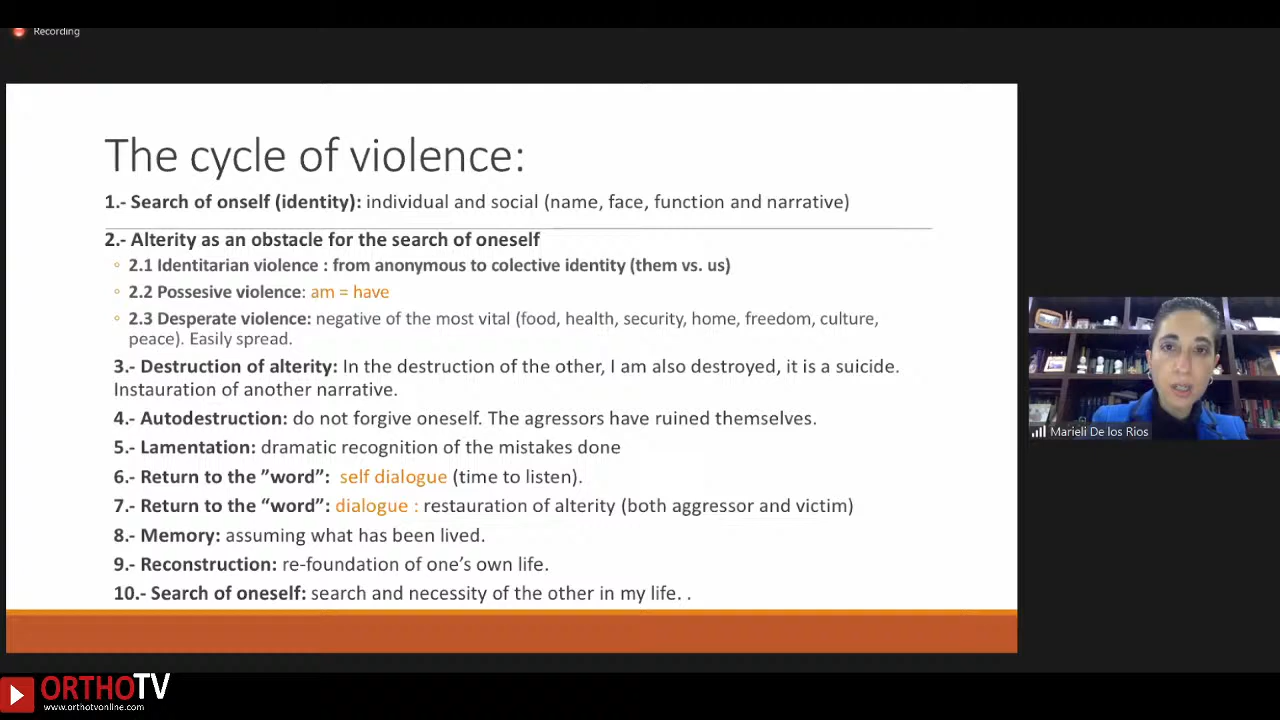 Recording
The cycle of violence:
1.- Search of onself (identity): individual and social (name, face, function and narrative)
2.- Alterity as an obstacle for the search of oneself
◦ 2.1 Identitarian violence : from anonymous to colective identity (them vs. us)
◦ 2.2 Possesive violence: am = have
◦ 2.3 Desperate violence: negative of the most vital (food, health, security, home, freedom, culture,
peace). Easily spread.
3.- Destruction of alterity: In the destruction of the other, I am also destroyed, it is a suicide.
Instauration of another narrative.
4.- Autodestruction: do not forgive oneself. The agressors have ruined themselves.
5.- Lamentation: dramatic recognition of the mistakes done
6.- Return to the ”word”: self dialogue (time to listen).
7.- Return to the “word”: dialogue : restauration of alterity (both aggressor and victim)
8.- Memory: assuming what has been lived.
9.- Reconstruction: re-foundation of one’s own life.
10.- Search of oneself: search and necessity of the other in my life. .
Marieli De los Rios
ORTHOTV
www.orthotvonline.com